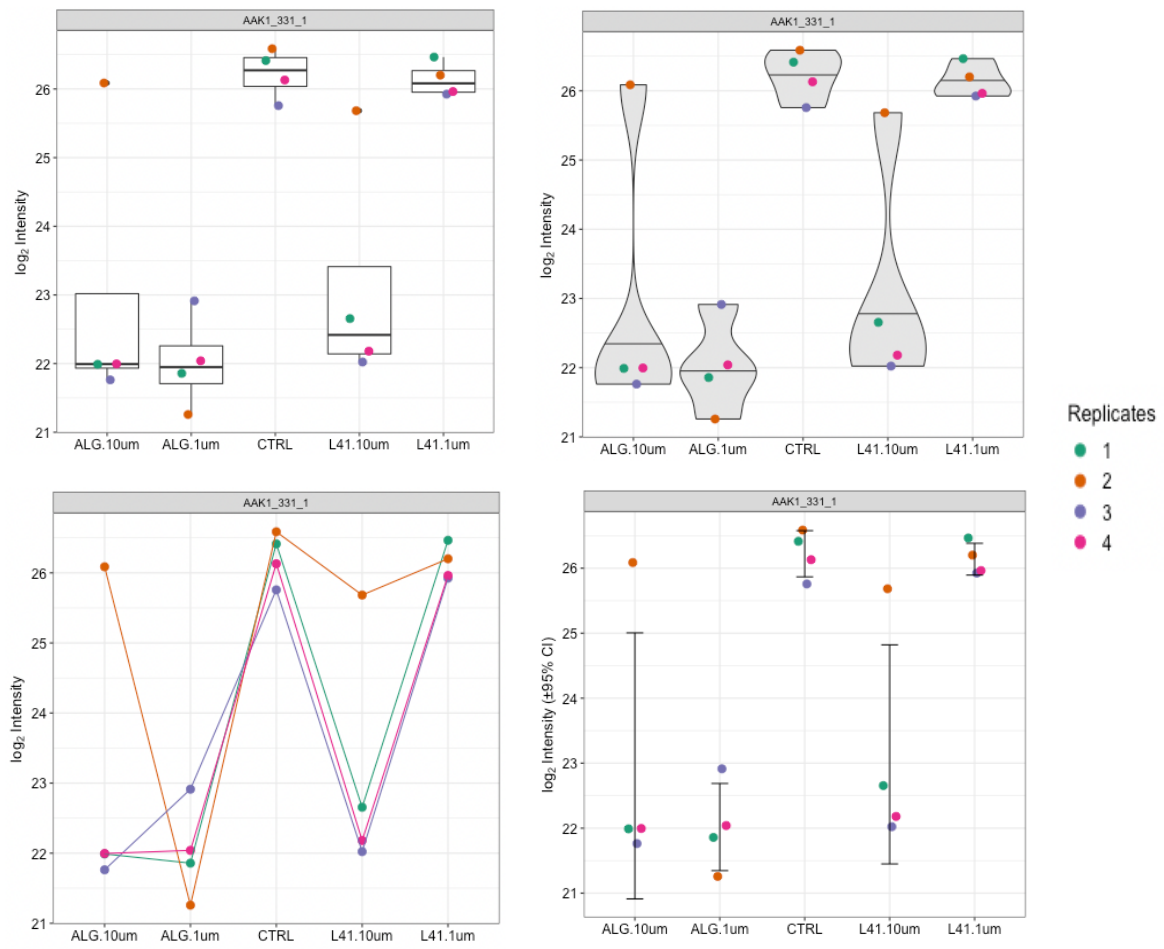 AAK1_331_1
log₂ Intensity
26
25
24
23
22
21
ALG.10um ALG.1um CTRL L41.10um L41.1um
AAK1_331_1
log₂ Intensity
26
25
24
23
22
21
ALG.10um ALG.1um CTRL L41.10um L41.1um
AAK1_331_1
log₂ Intensity
26
25
24
23
22
21
ALG.10um ALG.1um CTRL L41.10um L41.1um
AAK1_331_1
log₂ Intensity (±95% CI)
26
25
24
23
22
21
ALG.10um ALG.1um CTRL L41.10um L41.1um
Replicates
1
2
3
4